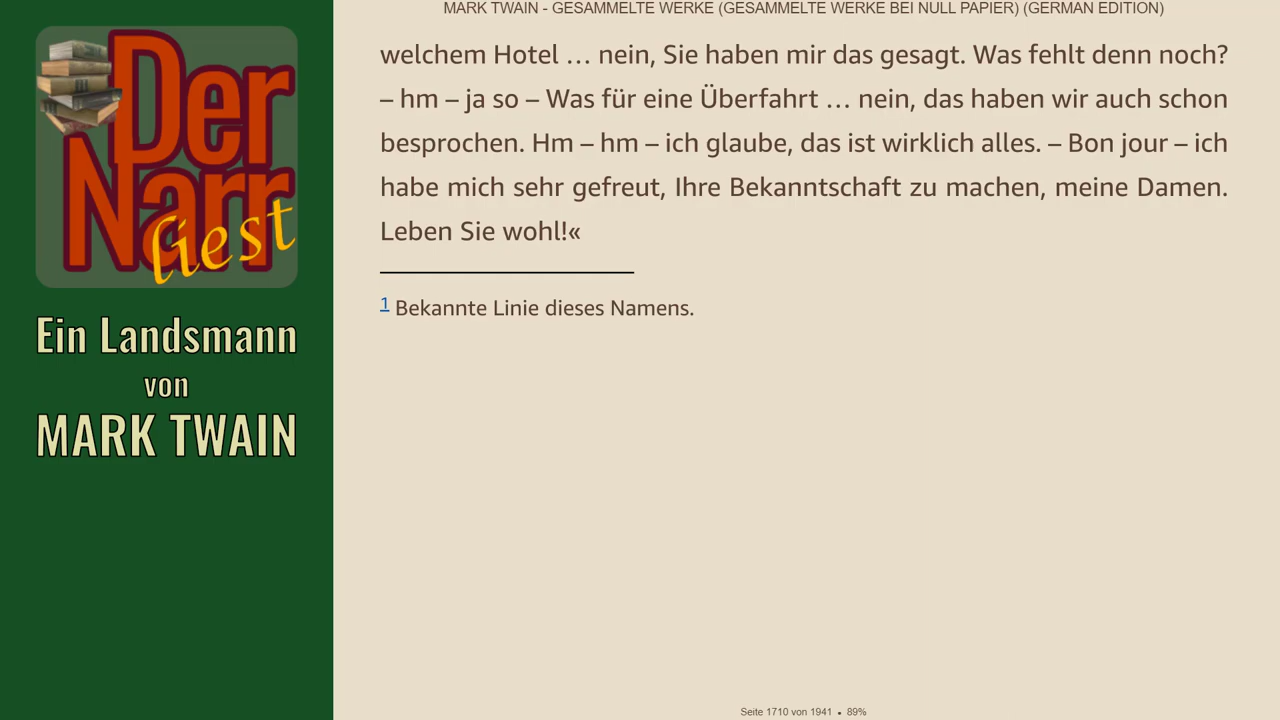 Der
Narr
liest
Ein Landsmann
von
MARK TWAIN
MARK TWAIN - GESAMMELTE WERKE (GESAMMELTE WERKE BEI NULL PAPIER) (GERMAN EDITION)
welchem Hotel … nein, Sie haben mir das gesagt. Was fehlt denn noch?
– hm – ja so – Was für eine Überfahrt … nein, das haben wir auch schon
besprochen. Hm – hm – ich glaube, das ist wirklich alles. – Bon jour – ich
habe mich sehr gefreut, Ihre Bekanntschaft zu machen, meine Damen.
Leben Sie wohl!«
1 Bekannte Linie dieses Namens.
Seite 1710 von 1941 • 89%